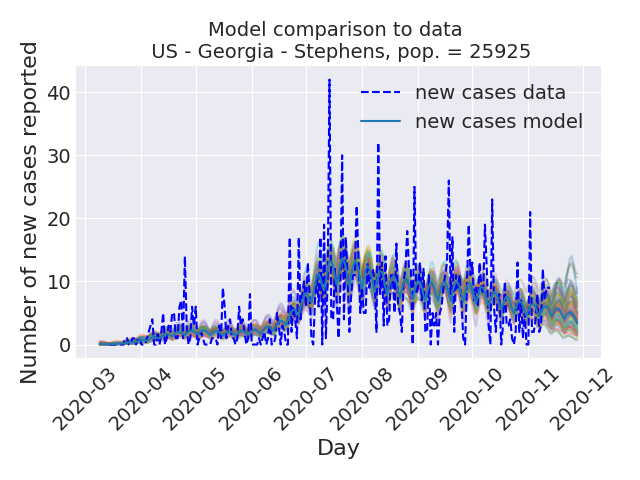 Model comparison to data
US - Georgia - Stephens, pop. = 25925
Number of new cases reported
40
30
20
10
0
new cases data
new cases model
2020-03
2020-04
2020-05
2020-06
2020-07
2020-08
2020-09
2020-10
2020-11
2020-12
Day